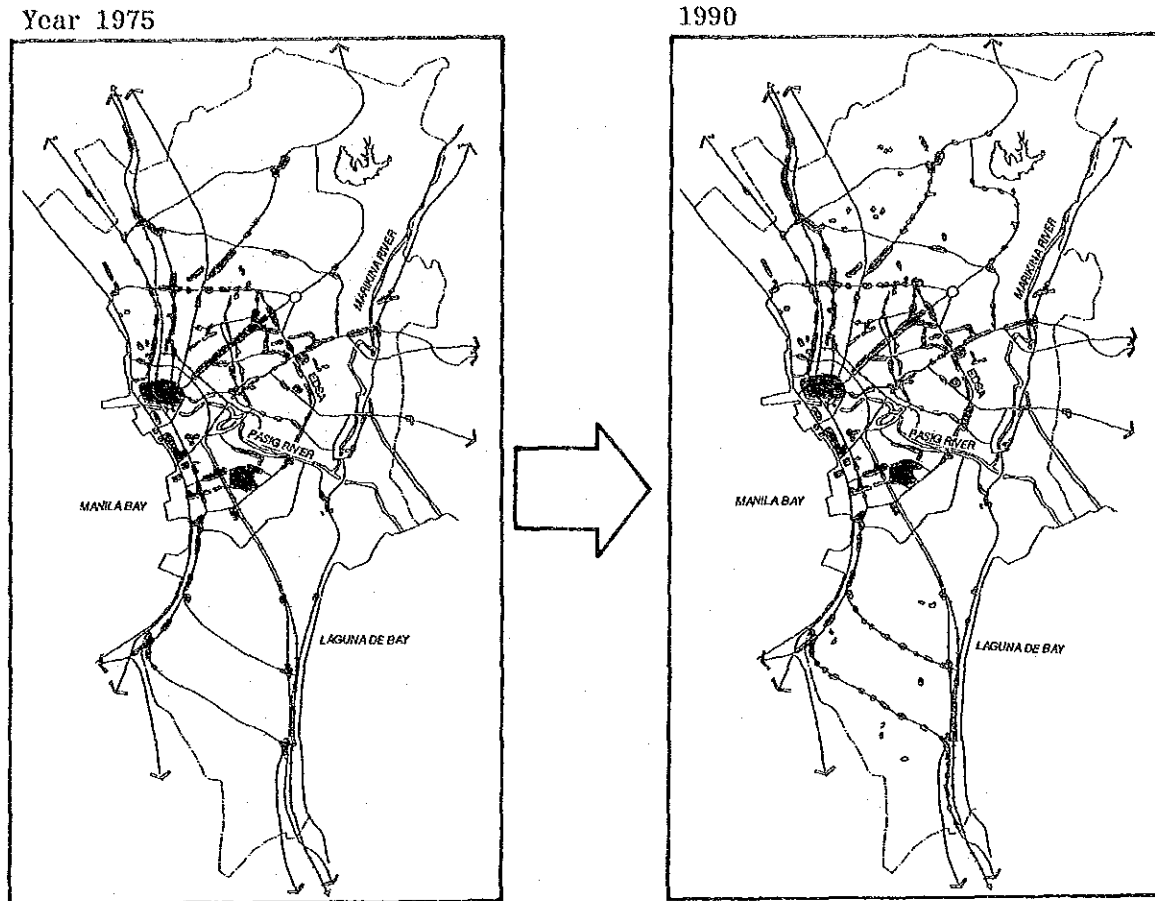 Year 1975
1990
MARIKINA RIVER
EDSA
PASIG RIVER
MANILA BAY
LAGUNA DE BAY
MARIKINA RIVER
EDSA
PASIG RIVER
MANILA BAY
LAGUNA DE BAY